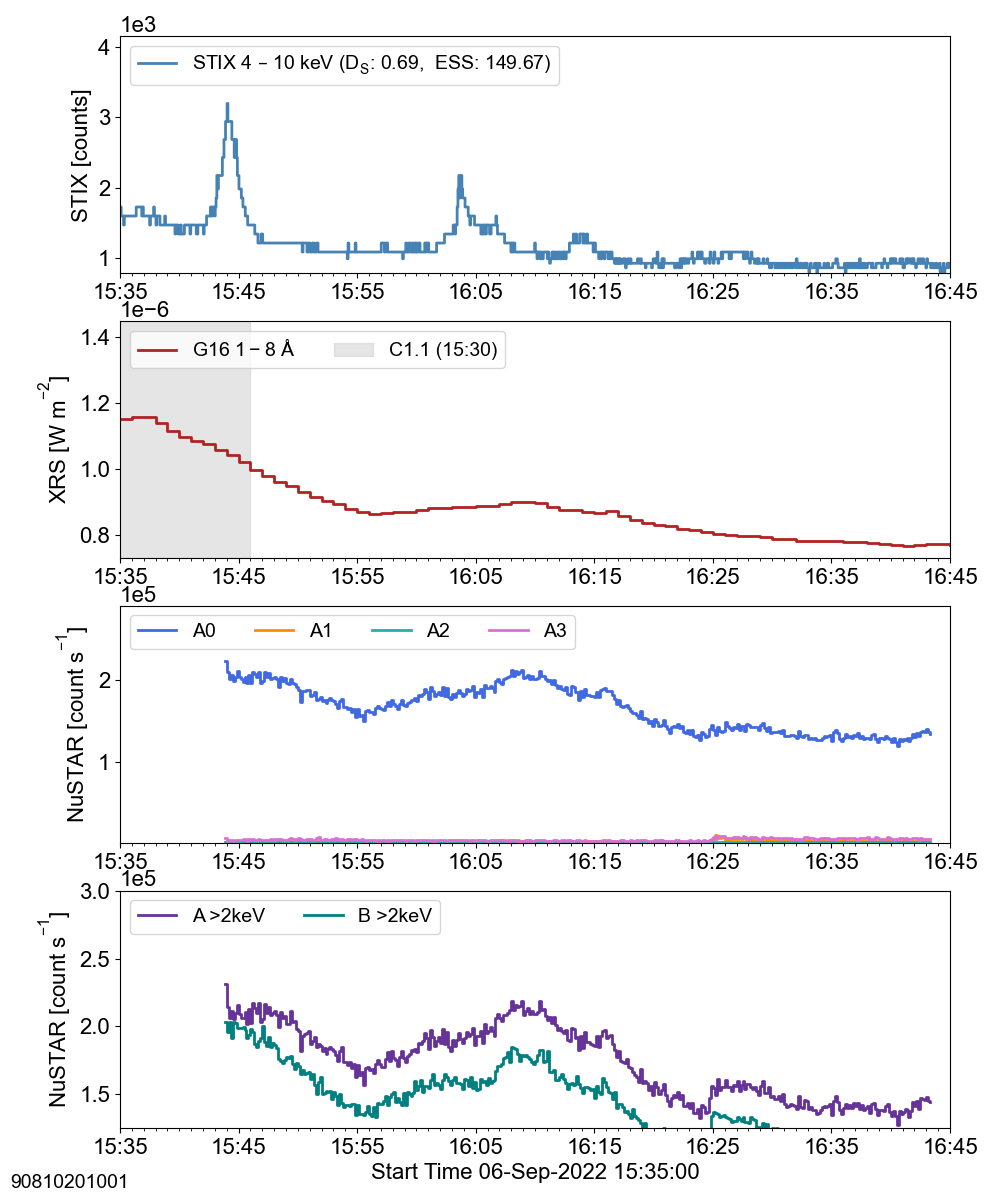 1e3
STIX 4 – 10 keV (D_S: 0.69,  ESS: 149.67)
STIX [counts]
4
3
2
1
15:35 15:45 15:55 16:05 16:15 16:25 16:35 16:45
1e−6
G16 1 – 8 Å C1.1 (15:30)
XRS [W m⁻²]
1.4
1.2
1.0
0.8
15:35 15:45 15:55 16:05 16:15 16:25 16:35 16:45
1e5
A0 A1 A2 A3
NuSTAR [count s⁻¹]
2
1
15:35 15:45 15:55 16:05 16:15 16:25 16:35 16:45
1e5
A >2keV B >2keV
NuSTAR [count s⁻¹]
3.0
2.5
2.0
1.5
15:35 15:45 15:55 16:05 16:15 16:25 16:35 16:45
Start Time 06-Sep-2022 15:35:00
90810201001